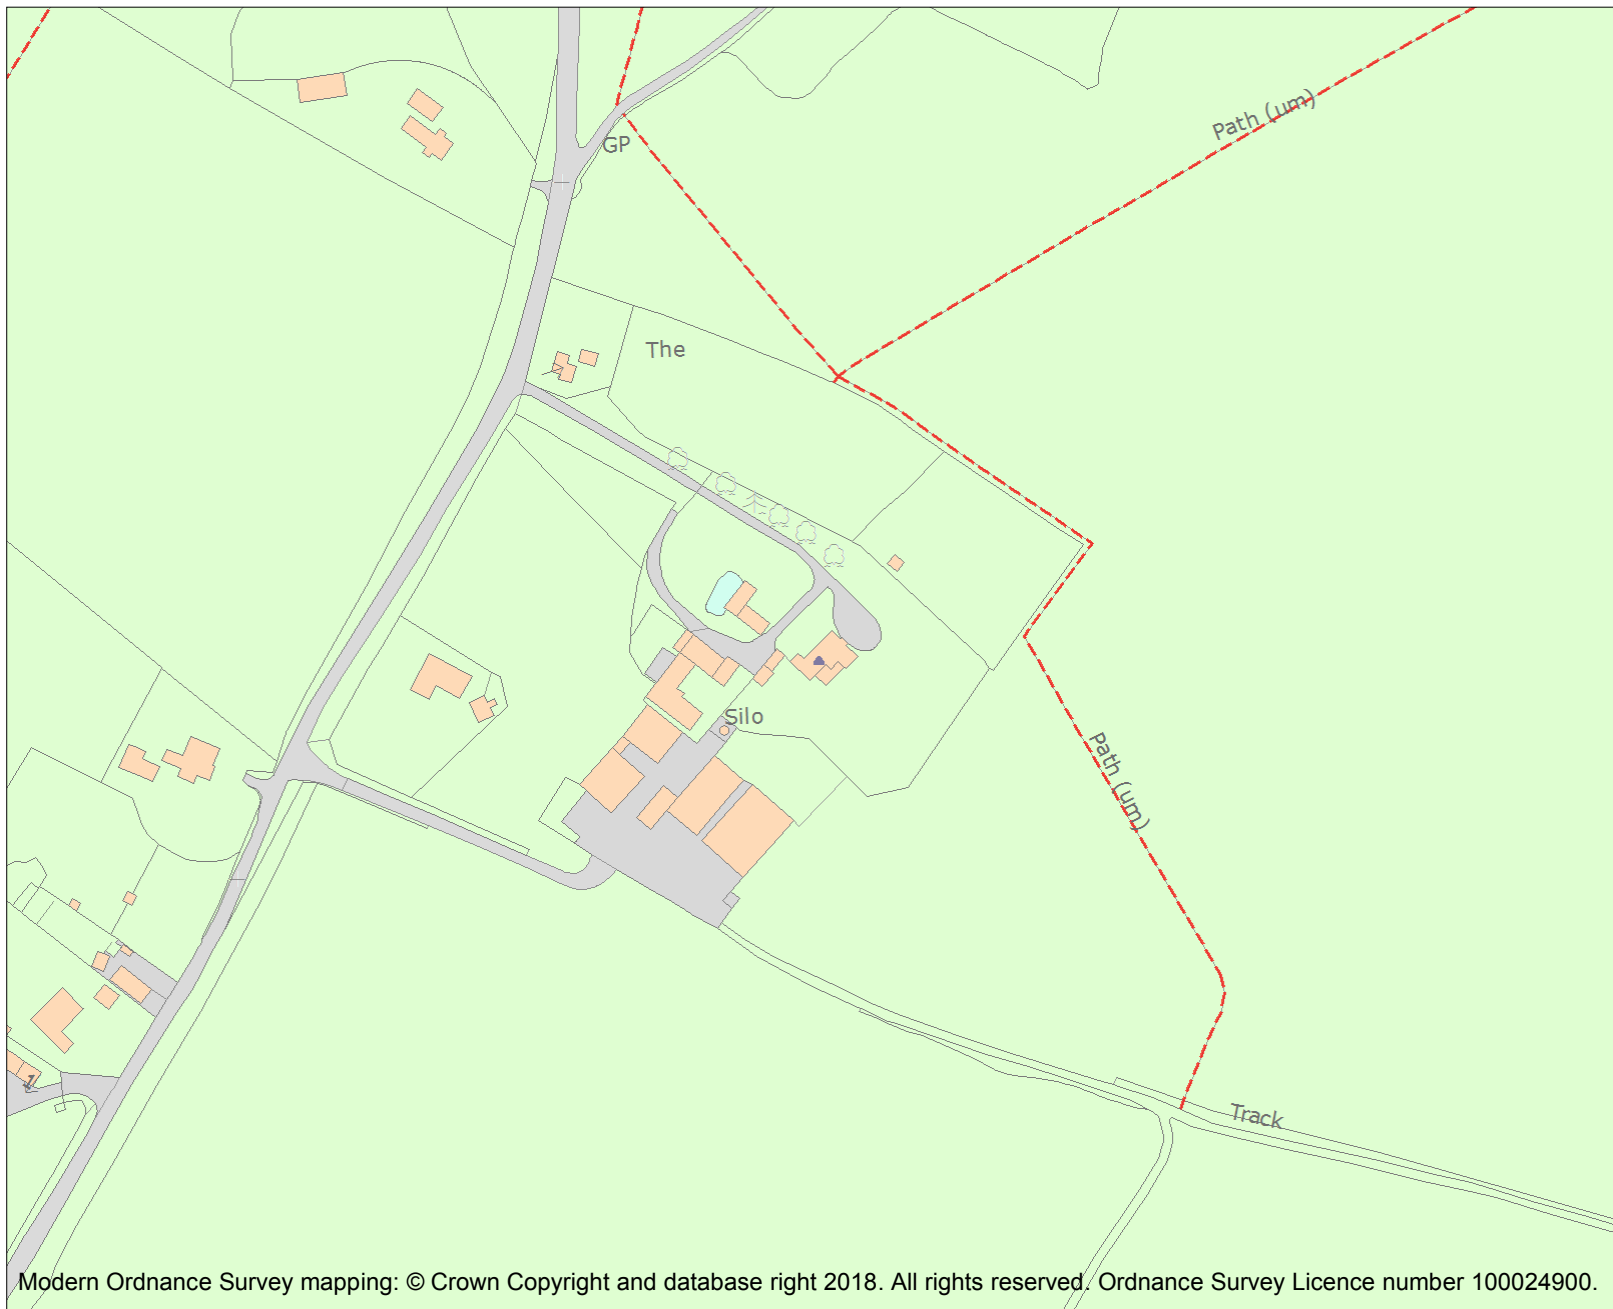 Path (um)
GP
The
Silo
Path (um)
1
Track
Modern Ordnance Survey mapping: © Crown Copyright and database right 2018. All rights reserved. Ordnance Survey Licence number 100024900.